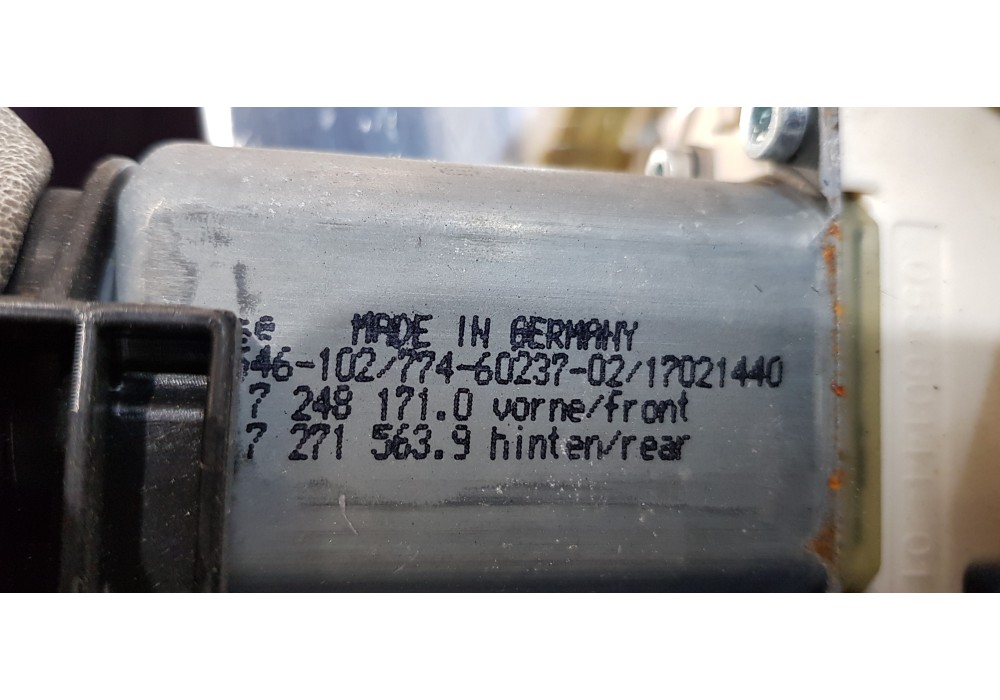 MADE IN GERMANY
546-102/774-60237-02/17021440
7 248 171.0 vorne/front
7 271 563.9 hinten/rear